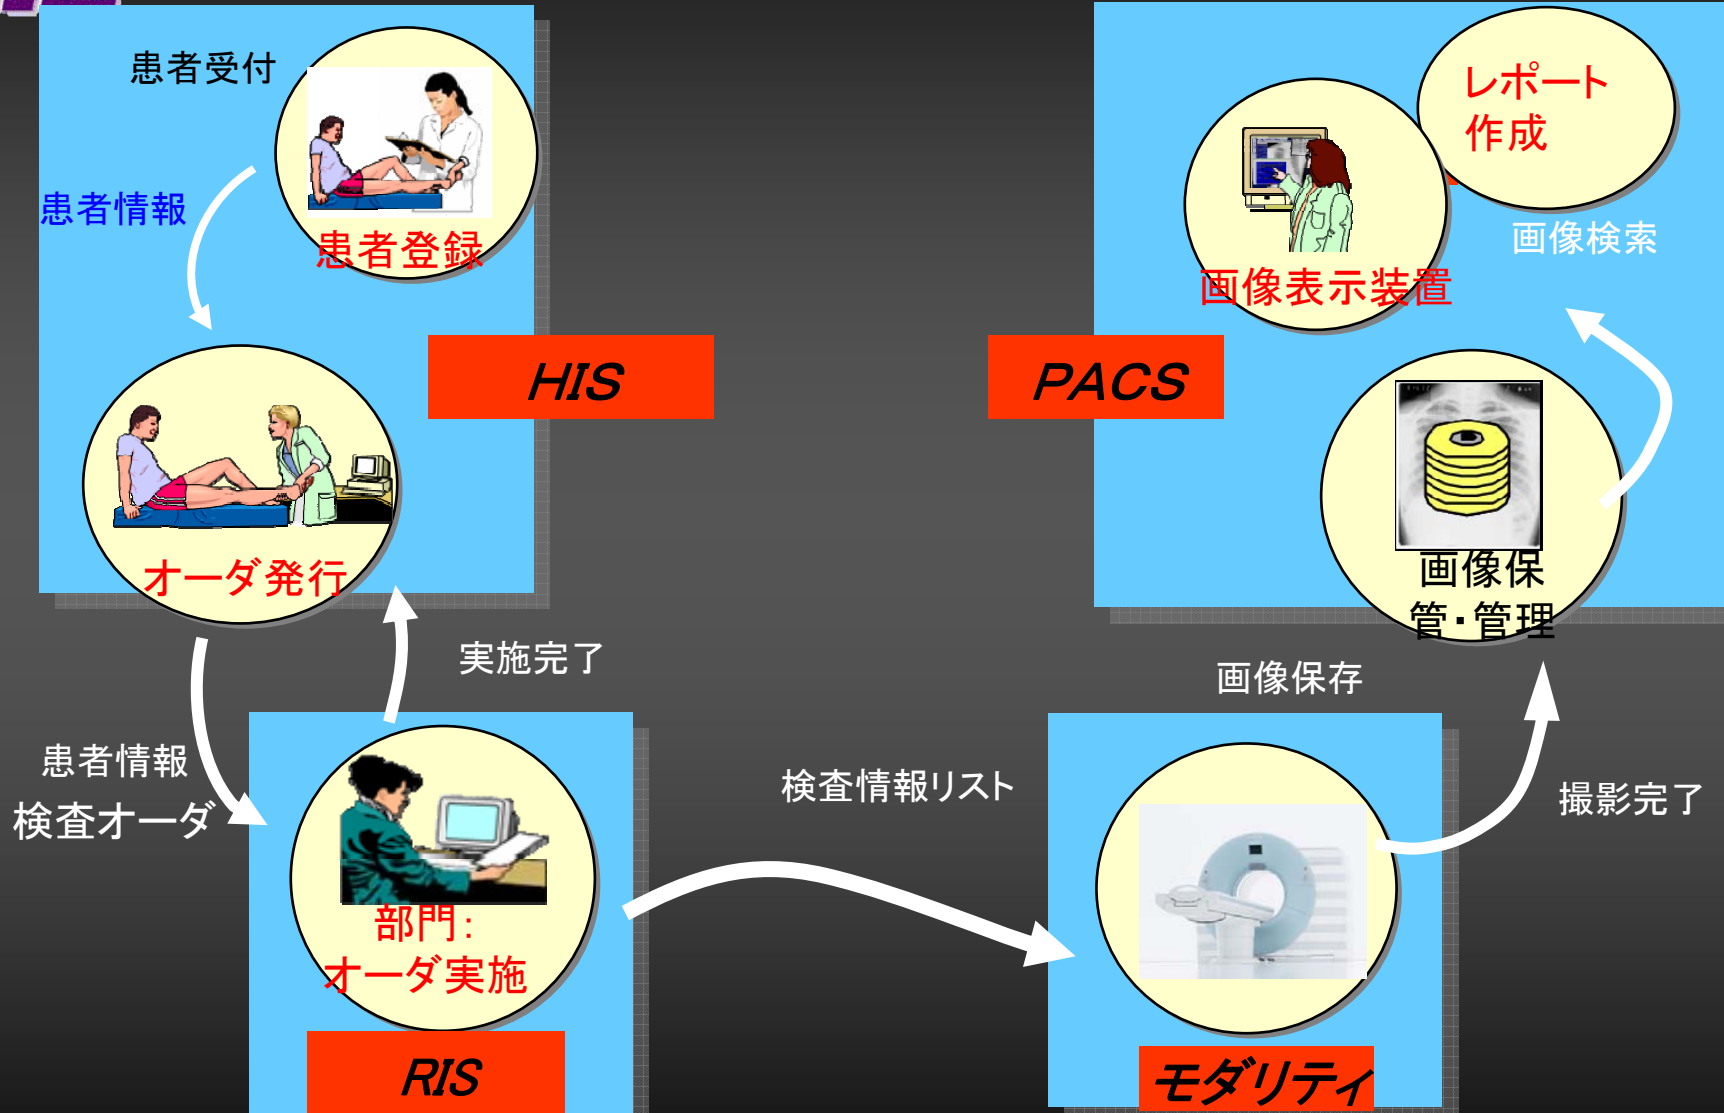 患者受付
患者情報
患者登録
HIS
オーダ発行
実施完了
患者情報
検査オーダ
部門：
オーダ実施
RIS
検査情報リスト
モダリティ
撮影完了
画像保存
画像保
管・管理
PACS
画像検索
画像表示装置
レポート
作成